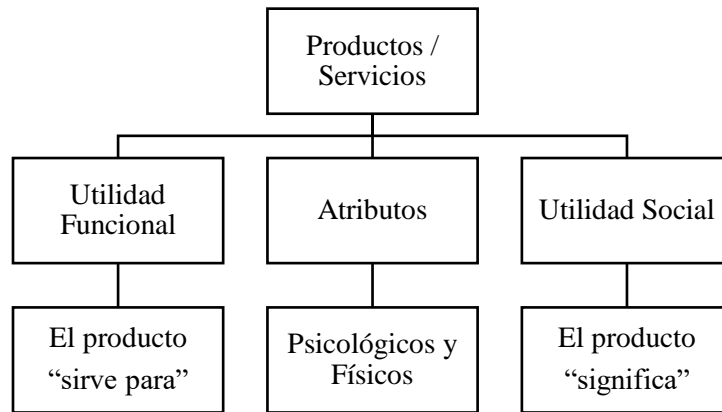 Productos /
Servicios
Utilidad
Funcional
Atributos
Utilidad Social
El producto
“sirve para”
Psicológicos y
Físicos
El producto
“significa”